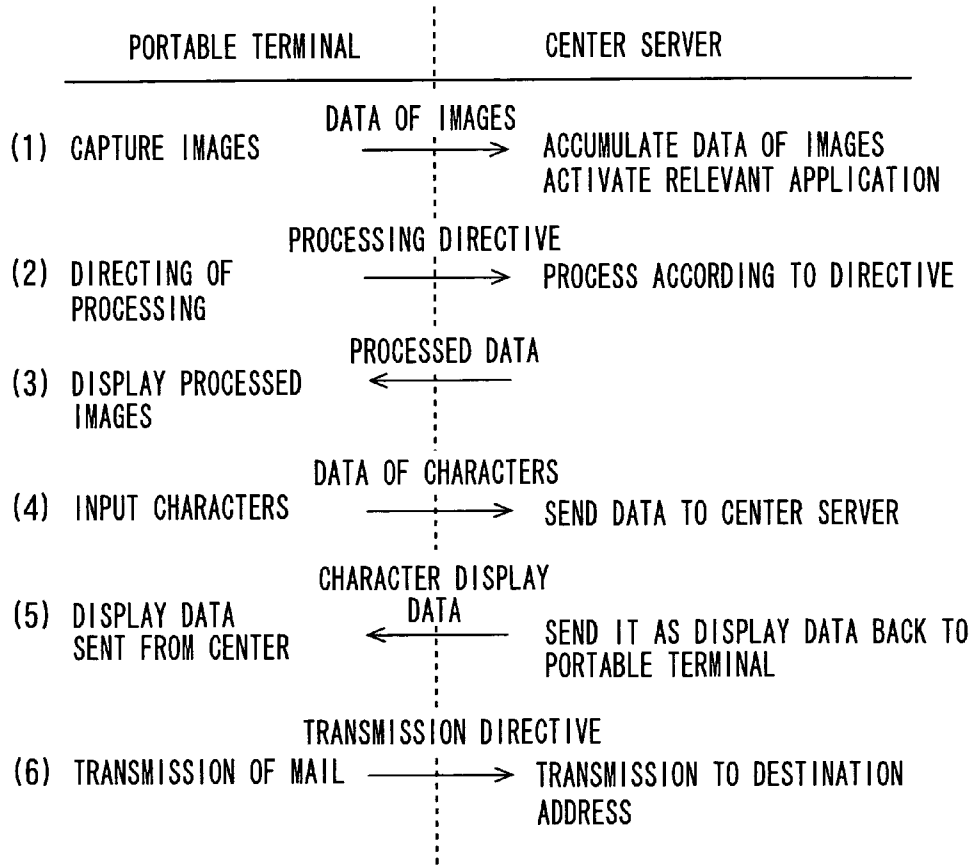 PORTABLE TERMINAL
CENTER SERVER
DATA OF IMAGES
(1) CAPTURE IMAGES
ACCUMULATE DATA OF IMAGES
ACTIVATE RELEVANT APPLICATION
PROCESSING DIRECTIVE
(2) DIRECTING OF
PROCESSING
PROCESS ACCORDING TO DIRECTIVE
PROCESSED DATA
(3) DISPLAY PROCESSED
IMAGES
DATA OF CHARACTERS
(4) INPUT CHARACTERS
SEND DATA TO CENTER SERVER
CHARACTER DISPLAY
DATA
(5) DISPLAY DATA
SENT FROM CENTER
SEND IT AS DISPLAY DATA BACK TO
PORTABLE TERMINAL
TRANSMISSION DIRECTIVE
(6) TRANSMISSION OF MAIL
TRANSMISSION TO DESTINATION
ADDRESS